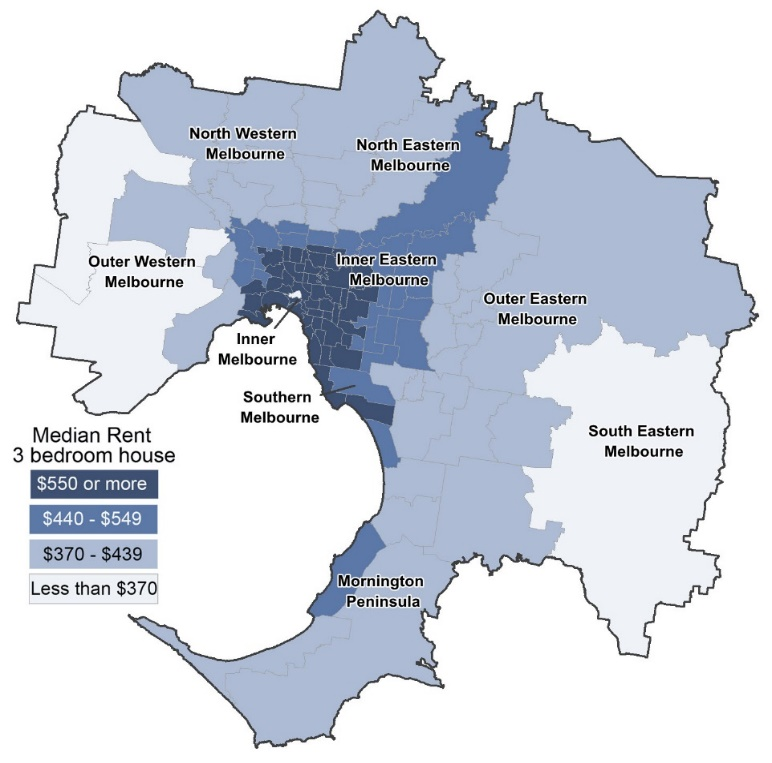 North Western
Melbourne
North Eastern
Melbourne
Outer Western
Melbourne
Inner Eastern
Melbourne
Outer Eastern
Melbourne
Inner
Melbourne
Southern
Melbourne
South Eastern
Melbourne
Median Rent
3 bedroom house
$550 or more
$440 - $549
$370 - $439
Less than $370
Mornington
Peninsula